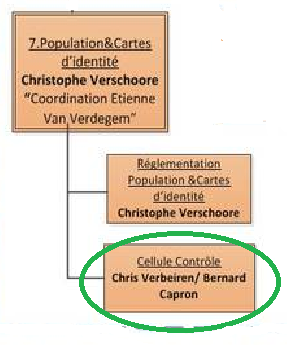 7.Population&Cartes
d'identité
Christophe Verschoore
"Coordination Etienne
Van Verdegem"
Réglementation
Population &Cartes
d'identité
Christophe Verschoore
Cellule Contrôle
Chris Verbeiren/ Bernard
Capron